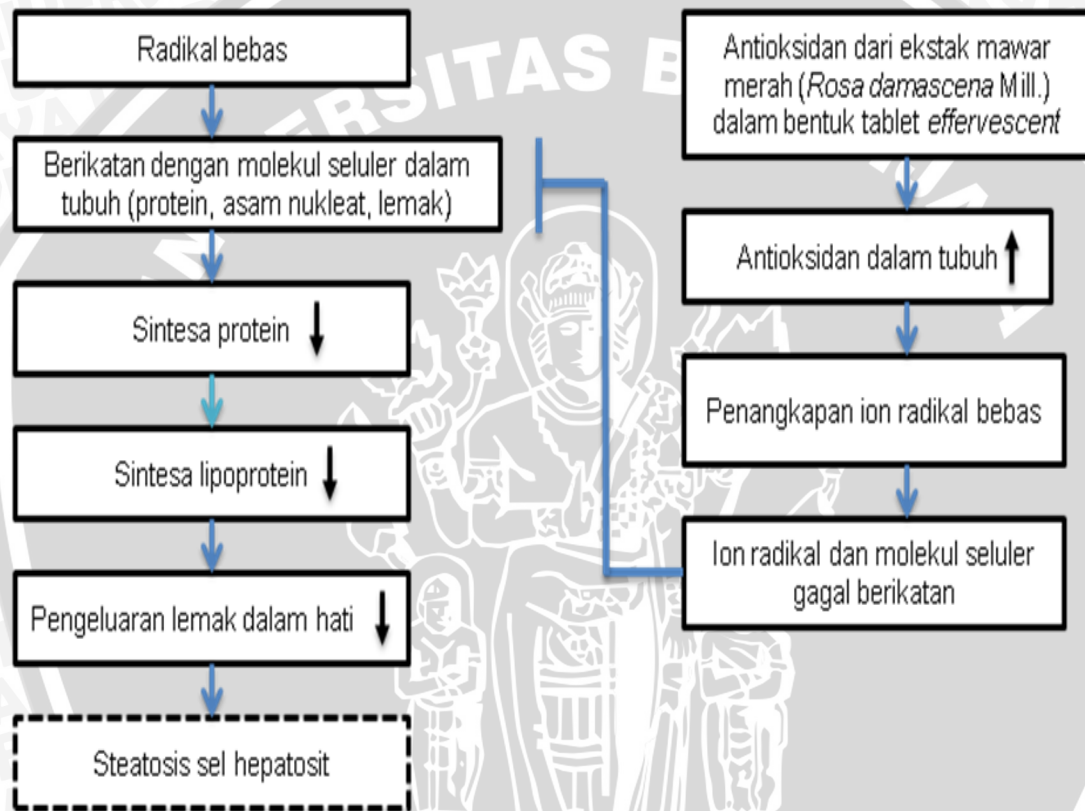 Radikal bebas
Berikatan dengan molekul seluler dalam
tubuh (protein, asam nukleat, lemak)
Sintesa protein
Sintesa lipoprotein
Pengeluaran lemak dalam hati
Steatosis sel hepatosit
Antioksidan dari ekstak mawar
merah (Rosa damascena Mill.)
dalam bentuk tablet effervescent
Antioksidan dalam tubuh
Penangkapan ion radikal bebas
Ion radikal dan molekul seluler
gagal berikatan